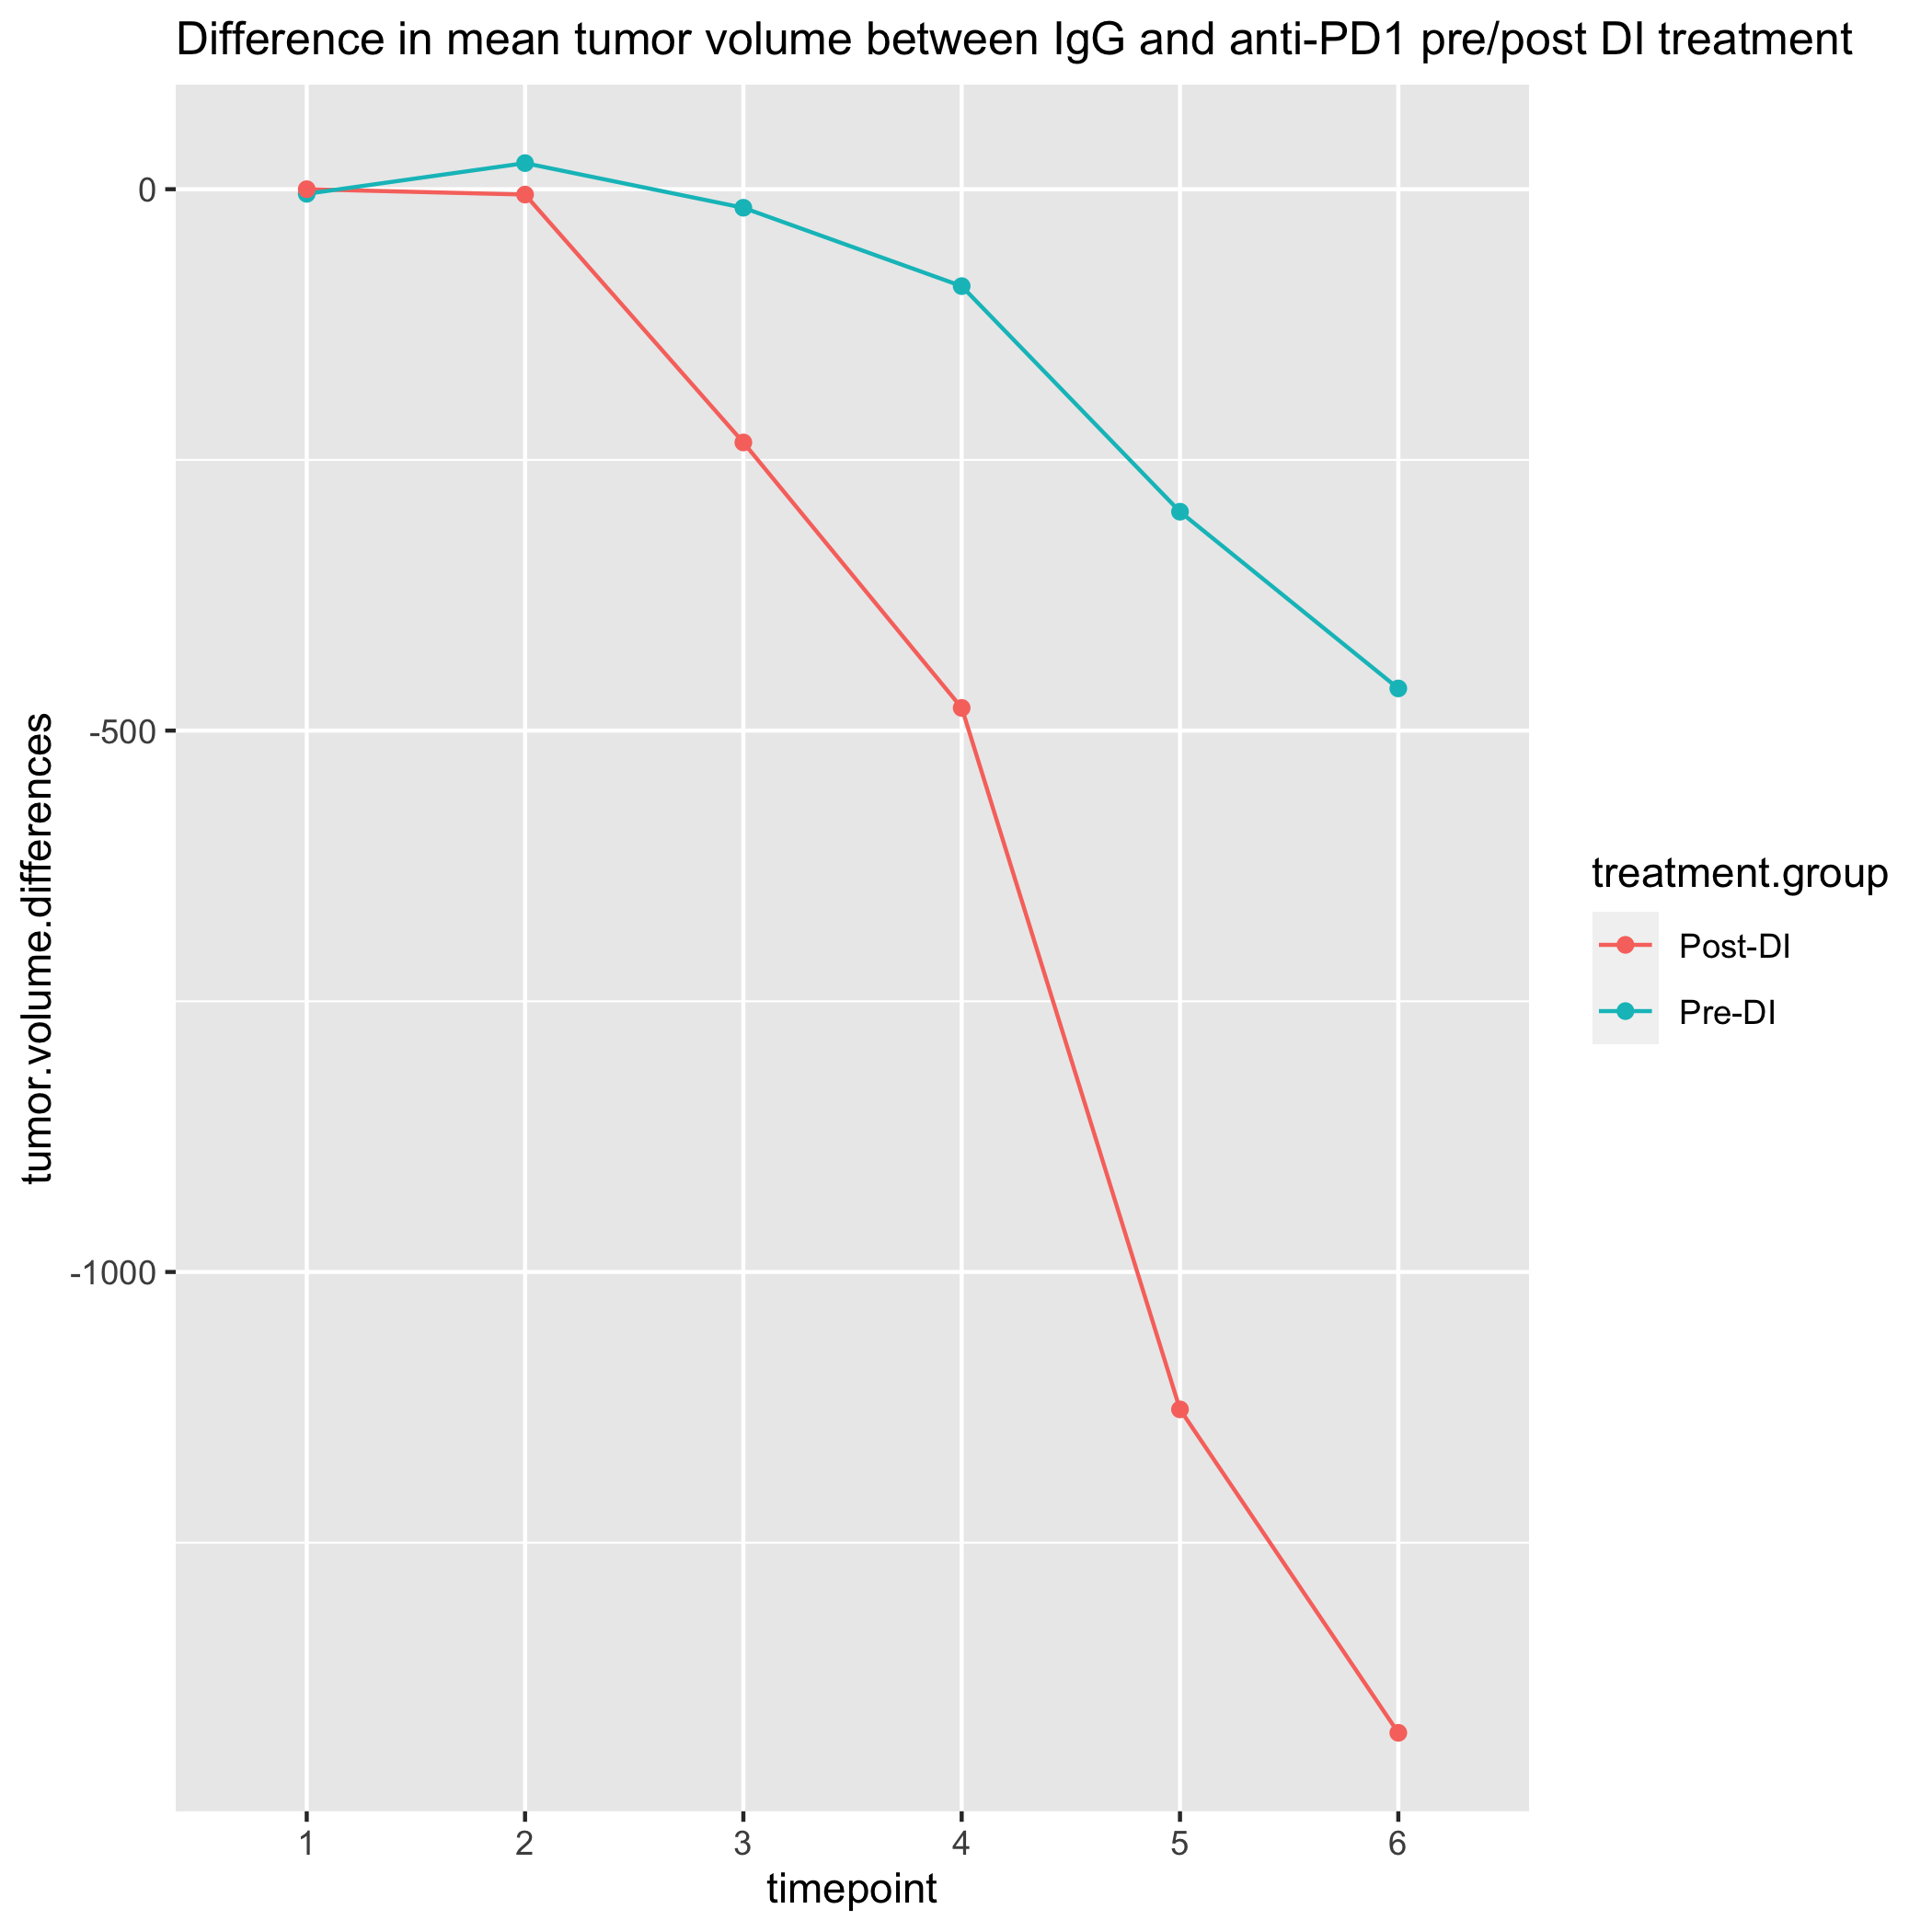 Difference in mean tumor volume between IgG and anti-PD1 pre/post DI treatment
0
-500
-1000
tumor.volume.differences
1 2 3 4 5 6
timepoint
treatment.group
Post-DI
Pre-DI